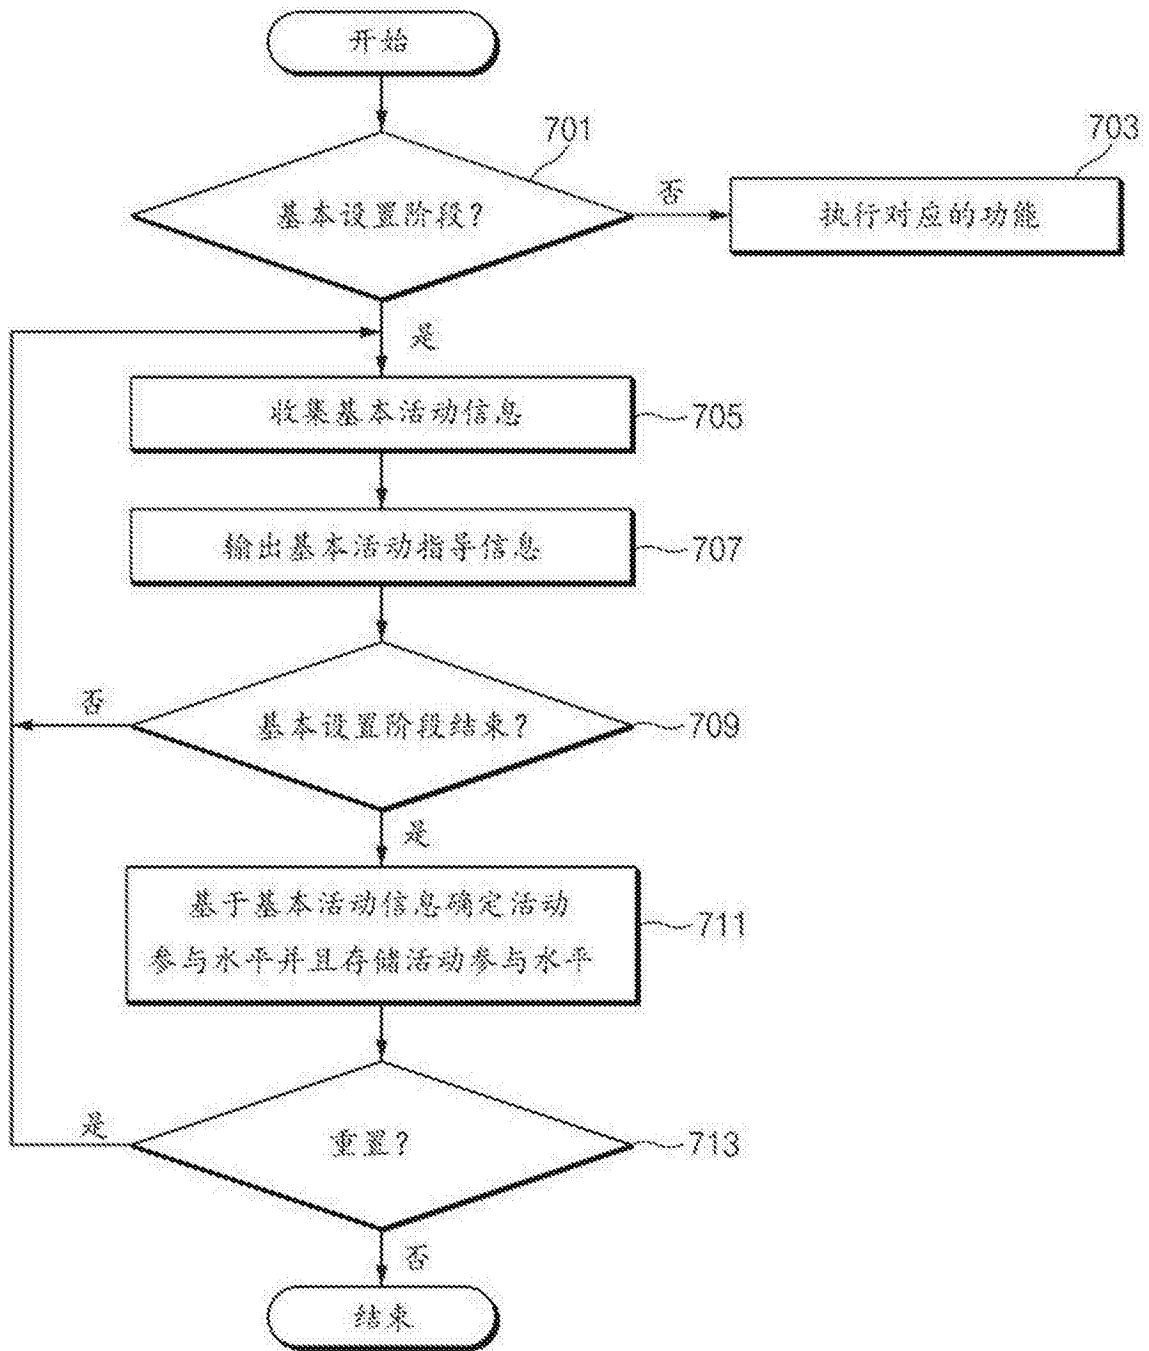 开始
701
703
基本设置阶段?
否
执行对应的功能
是
收集基本活动信息
705
输出基本活动指导信息
707
否
基本设置阶段结束?
709
是
基于基本活动信息确定活动
参与水平并且存储活动参与水平
711
是
重置?
713
否
结束